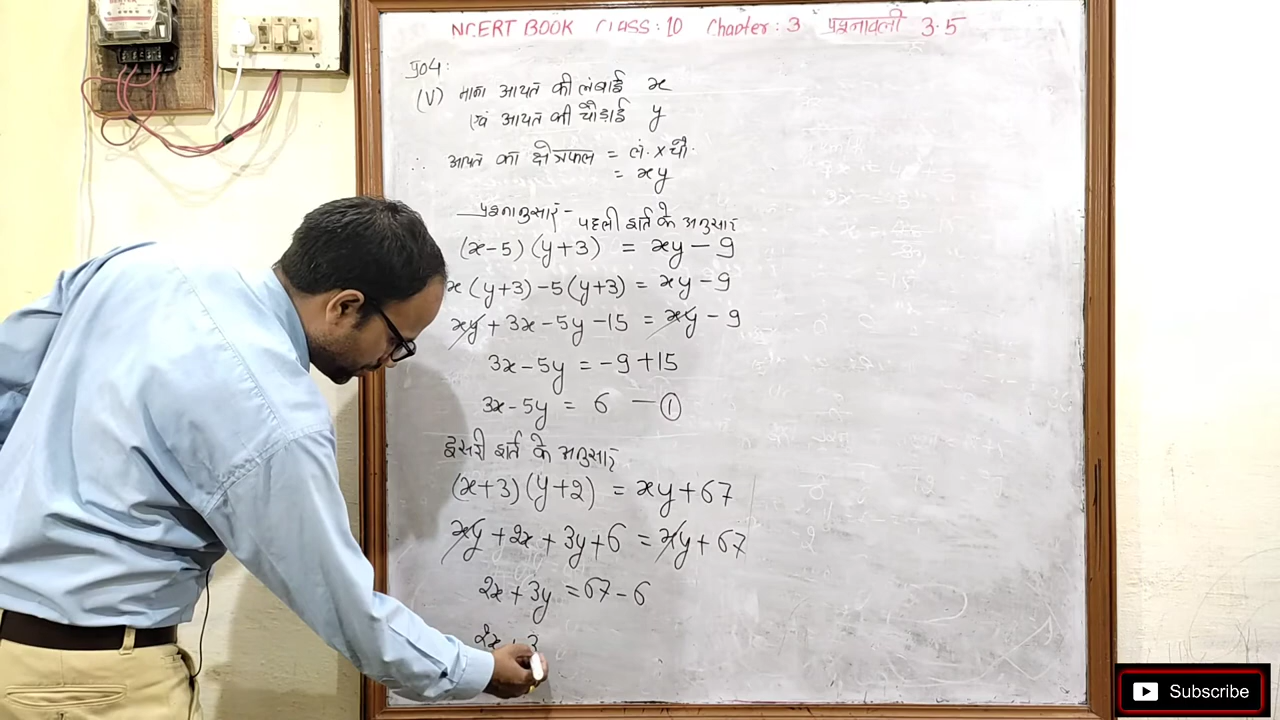 NCERT BOOK Class: 10 Chapter: 3 प्रश्नावली 3.5
प्र04:
(V) माना आयत की लंबाई x
एवं आयत की चौड़ाई y
∴ आयत का क्षेत्रफल = लं. × चौ.
= xy
प्रश्नानुसार - पहली शर्त के अनुसार
(x-5) (y+3) = xy - 9
x (y+3) -5 (y+3) = xy - 9
xy + 3x - 5y - 15 = xy - 9
3x - 5y = -9 + 15
3x - 5y = 6 — ①
दूसरी शर्त के अनुसार
(x+3) (y+2) = xy + 67
xy + 2x + 3y + 6 = xy + 67
2x + 3y = 67 - 6
2x + 3
Subscribe